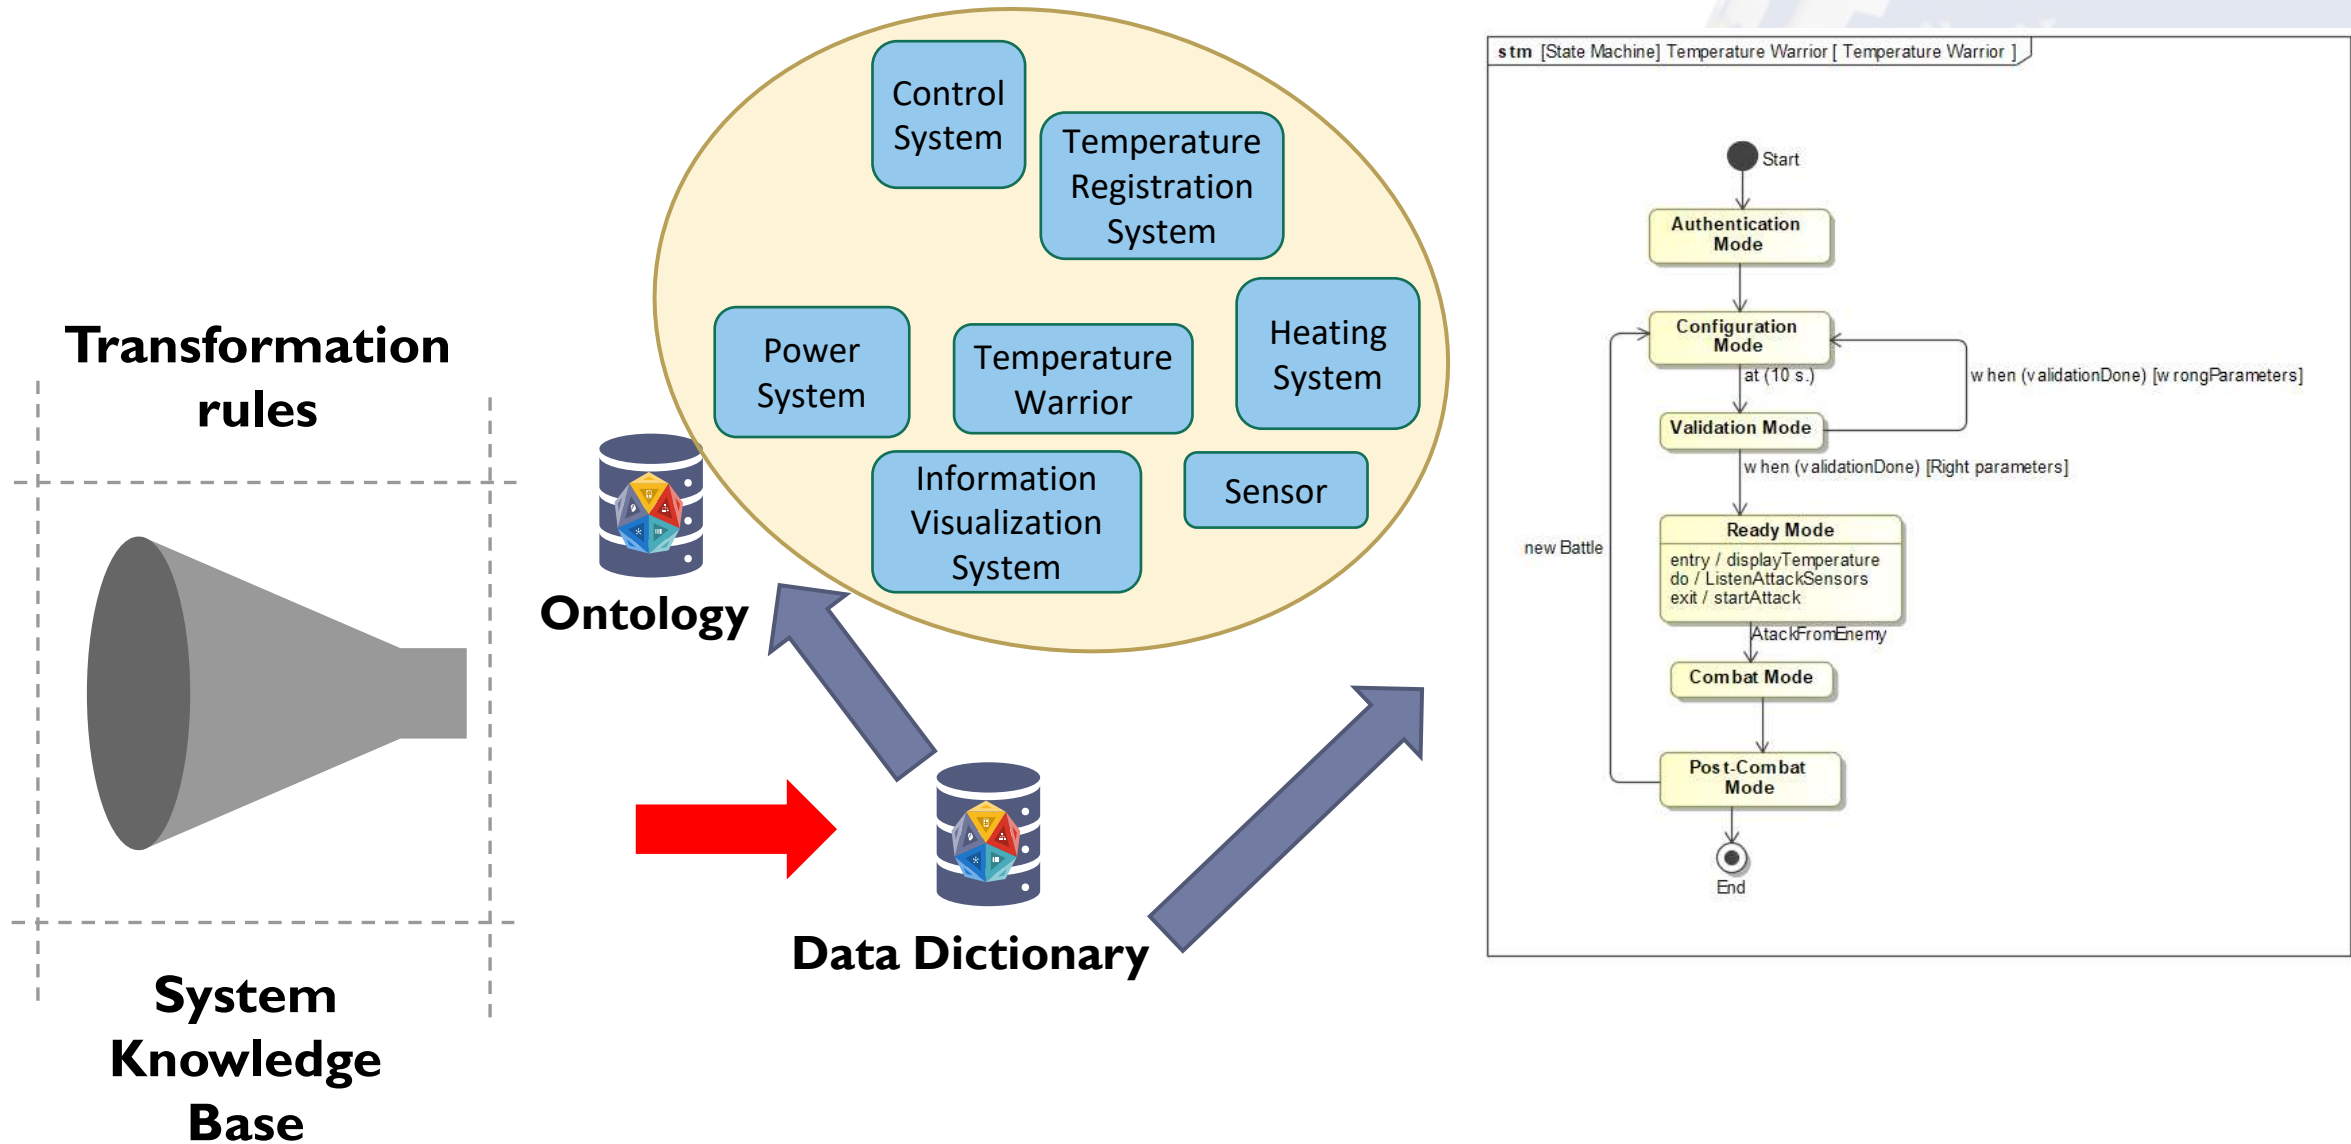 Transformation
rules
System
Knowledge
Base
Ontology
Data Dictionary
Control
System
Temperature
Registration
System
Power
System
Temperature
Warrior
Heating
System
Information
Visualization
System
Sensor
stm [State Machine] Temperature Warrior [ Temperature Warrior ]
Start
Authentication
Mode
Configuration
Mode
at (10 s.)
when (validationDone) [wrongParameters]
Validation Mode
when (validationDone) [Right parameters]
Ready Mode
entry / displayTemperature
do / ListenAttackSensors
exit / startAttack
new Battle
AtackFromEnemy
Combat Mode
Post-Combat
Mode
End